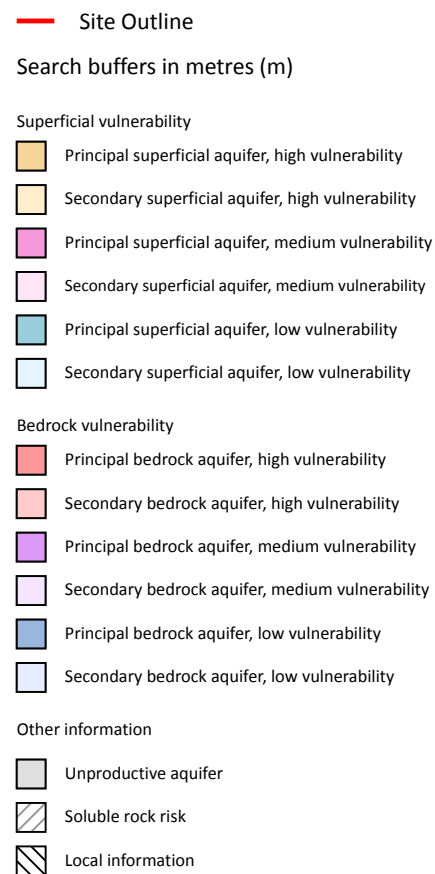 Site Outline
Search buffers in metres (m)
Superficial vulnerability
Principal superficial aquifer, high vulnerability
Secondary superficial aquifer, high vulnerability
Principal superficial aquifer, medium vulnerability
Secondary superficial aquifer, medium vulnerability
Principal superficial aquifer, low vulnerability
Secondary superficial aquifer, low vulnerability
Bedrock vulnerability
Principal bedrock aquifer, high vulnerability
Secondary bedrock aquifer, high vulnerability
Principal bedrock aquifer, medium vulnerability
Secondary bedrock aquifer, medium vulnerability
Principal bedrock aquifer, low vulnerability
Secondary bedrock aquifer, low vulnerability
Other information
Unproductive aquifer
Soluble rock risk
Local information